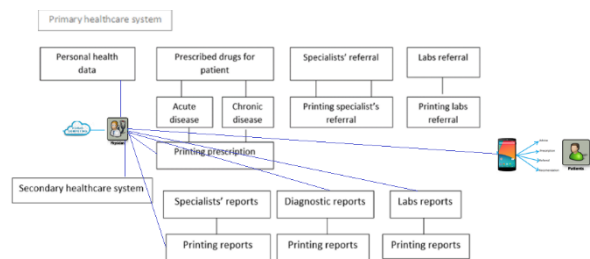 Primary healthcare system
Personal health
data
Prescribed drugs for
patient
Specialists' referral
Labs referral
Acute
disease
Chronic
disease
Printing specialist's
referral
Printing labs
referral
Printing prescription
Patients
Secondary healthcare system
Specialists' reports
Diagnostic reports
Labs reports
Printing reports
Printing reports
Printing reports